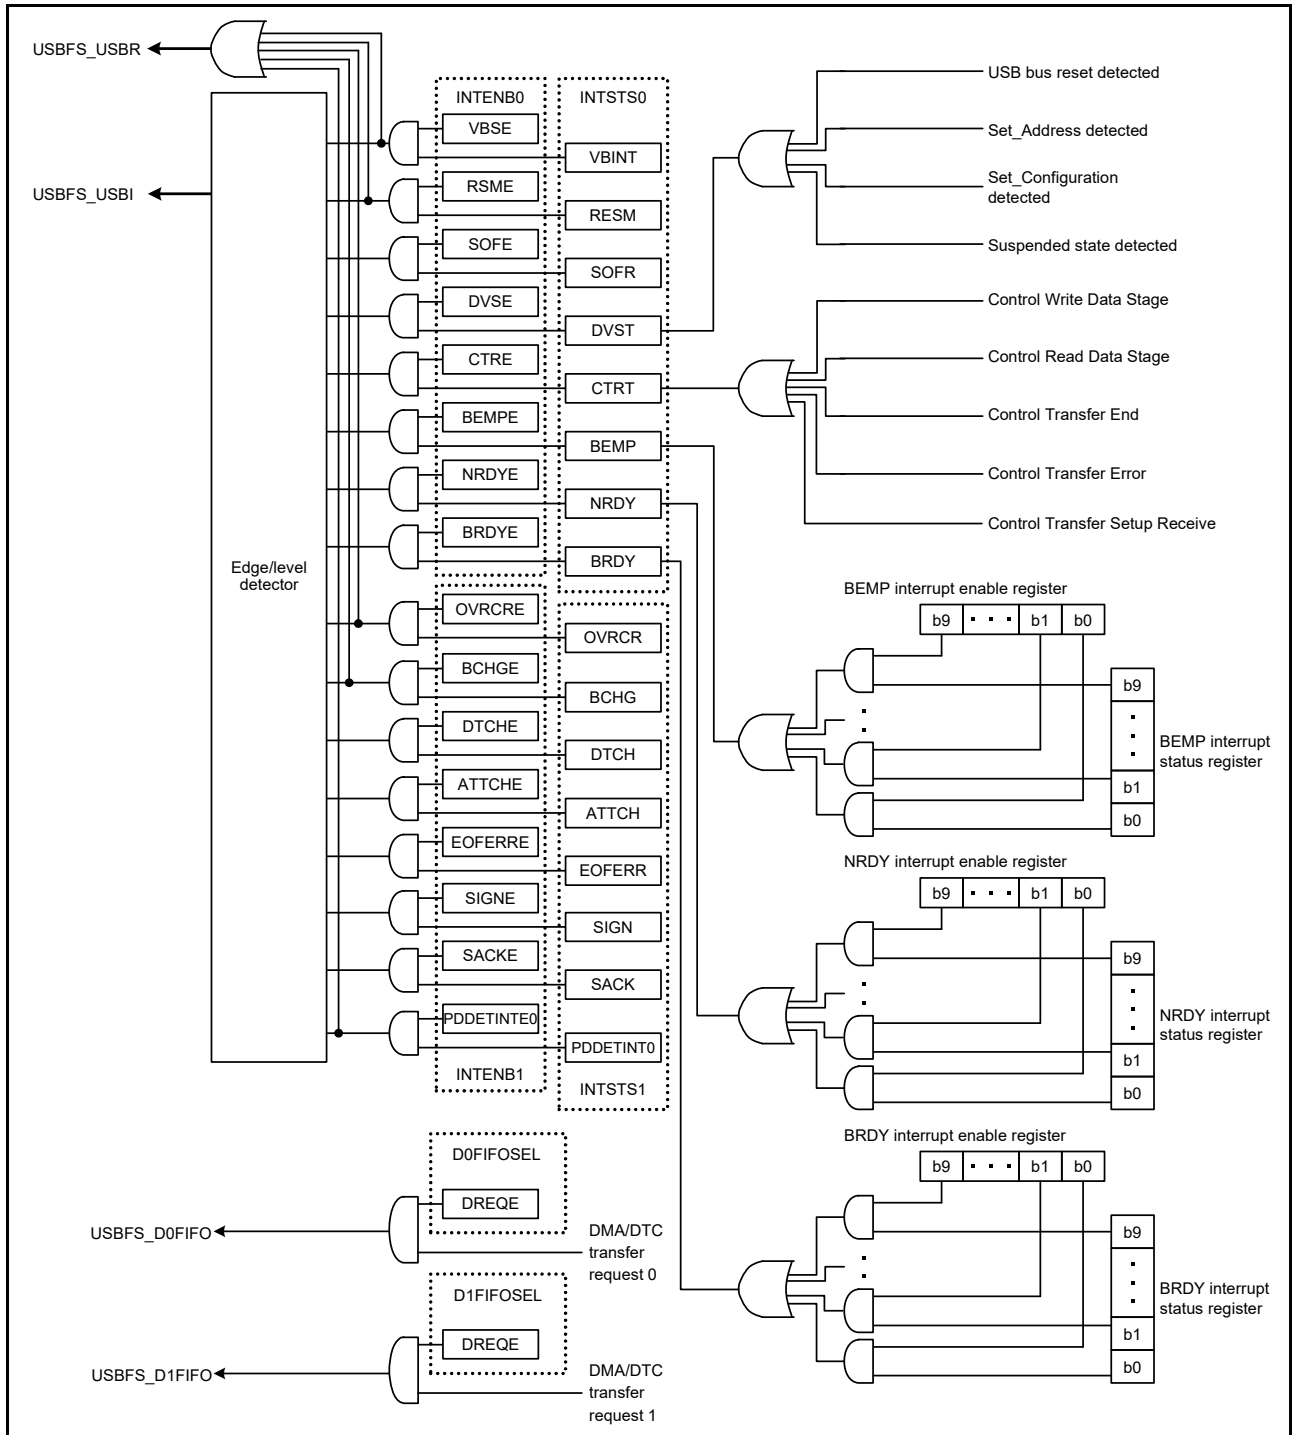 USBFS_USBR
USBFS_USBI
Edge/level
detector
INTENB0
VBSE
RSME
SOFE
DVSE
CTRE
BEMPE
NRDYE
BRDYE
OVRCRE
BCHGE
DTCHE
ATTCHE
EOFERRE
SIGNE
SACKE
PDDETINTE0
INTENB1
INTSTS0
VBINT
RESM
SOFR
DVST
CTRT
BEMP
NRDY
BRDY
OVRCR
BCHG
DTCH
ATTCH
EOFERR
SIGN
SACK
PDDETINT0
INTSTS1
USB bus reset detected
Set_Address detected
Set_Configuration
detected
Suspended state detected
Control Write Data Stage
Control Read Data Stage
Control Transfer End
Control Transfer Error
Control Transfer Setup Receive
BEMP interrupt enable register
b9 · · · b1 b0
b9
·
·
·
b1
b0
BEMP interrupt
status register
NRDY interrupt enable register
b9 · · · b1 b0
b9
·
·
·
b1
b0
NRDY interrupt
status register
BRDY interrupt enable register
b9 · · · b1 b0
b9
·
·
·
b1
b0
BRDY interrupt
status register
D0FIFOSEL
DREQE
USBFS_D0FIFO
DMA/DTC
transfer
request 0
D1FIFOSEL
DREQE
USBFS_D1FIFO
DMA/DTC
transfer
request 1